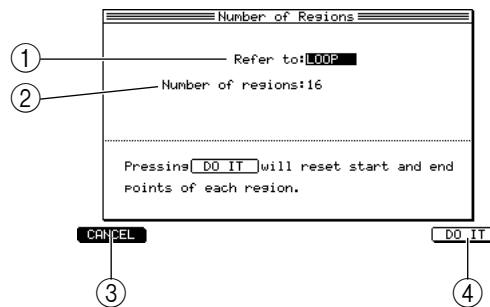 Number of Regions
① Refer to:LOOP
② Number of regions:16
Pressing DO IT will reset start and end
points of each region.
CANCEL DO IT
③ ④